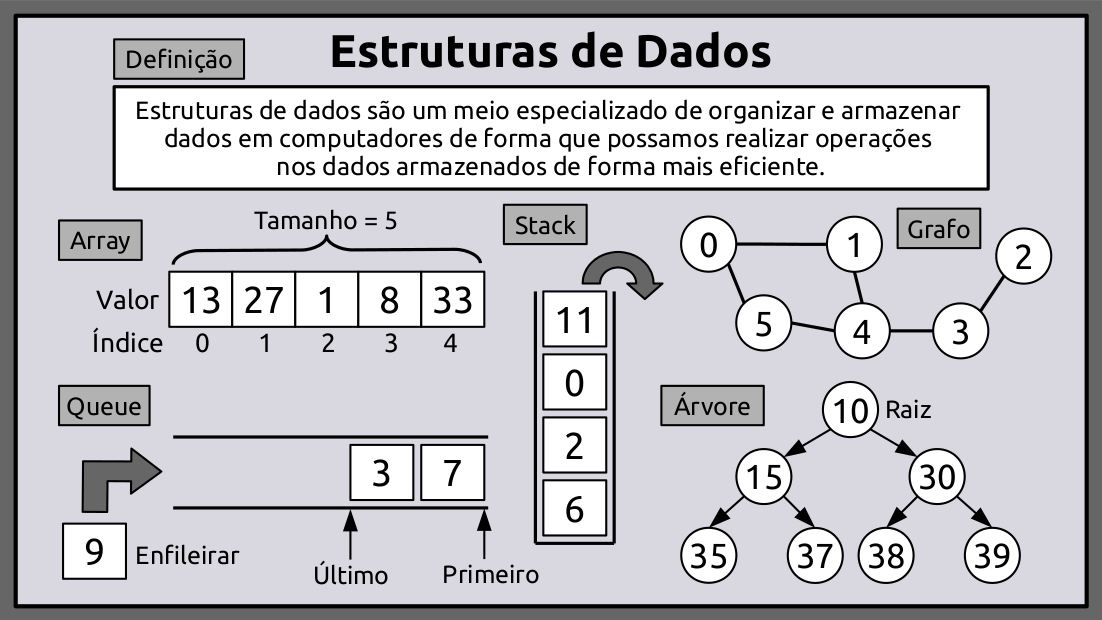 Estruturas de Dados
Definição
Estruturas de dados são um meio especializado de organizar e armazenar
dados em computadores de forma que possamos realizar operações
nos dados armazenados de forma mais eficiente.
Array
Tamanho = 5
Valor 13 27 1 8 33
Índice 0 1 2 3 4
Stack
11
0
2
6
Grafo
0 1 2
5 4 3
Queue
3 7
9 Enfileirar
Último Primeiro
Árvore
10 Raiz
15 30
35 37 38 39